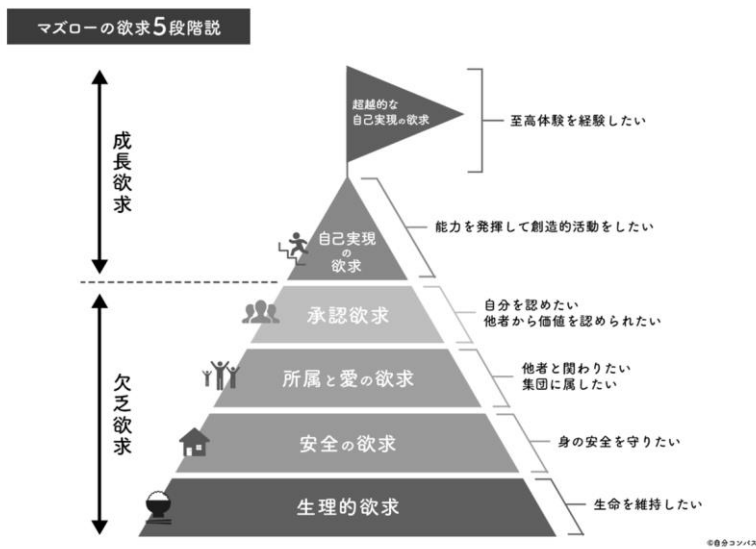 マズローの欲求5段階説
成長欲求
超越的な
自己実現の欲求
至高体験を経験したい
自己実現
の
欲求
能力を発揮して創造的活動をしたい
承認欲求
自分を認めたい
他者から価値を認められたい
欠乏欲求
所属と愛の欲求
他者と関わりたい
集団に属したい
安全の欲求
身の安全を守りたい
生理的欲求
生命を維持したい
©自分コンパス